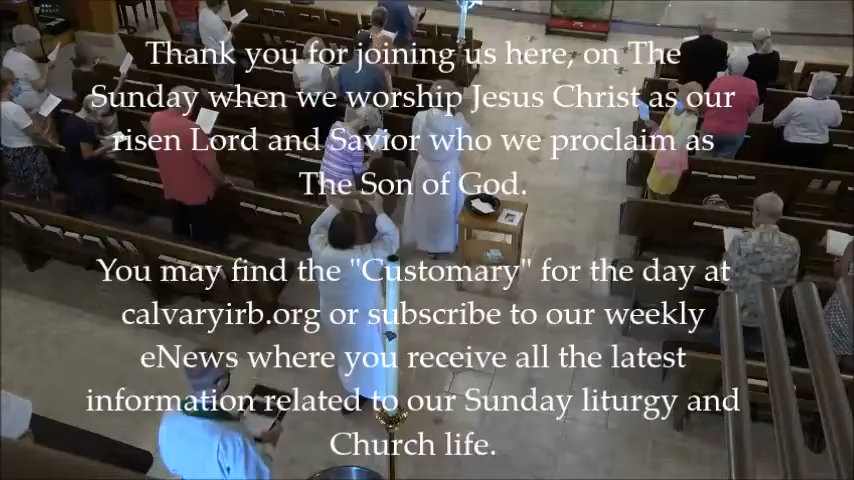 Thank you for joining us here, on The
Sunday when we worship Jesus Christ as our
risen Lord and Savior who we proclaim as
The Son of God.
You may find the "Customary" for the day at
calvaryirb.org or subscribe to our weekly
eNews where you receive all the latest
information related to our Sunday liturgy and
Church life.